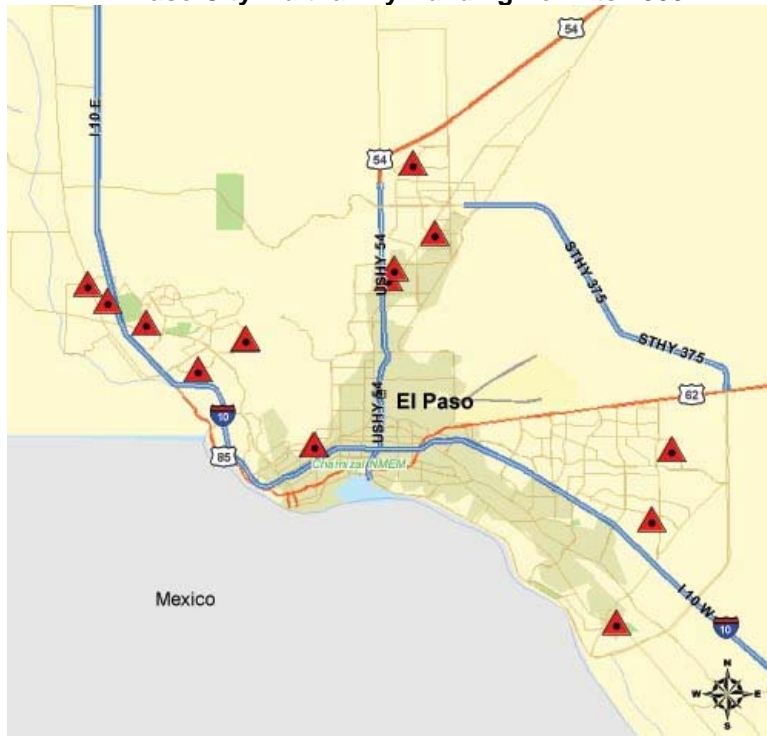 54
I 10 E
54
USHY 54
STHY 375
STHY 375
El Paso
62
USHY 54
10
85
Chamizal NMEM
Mexico
I 10 W
10
N
W E
S